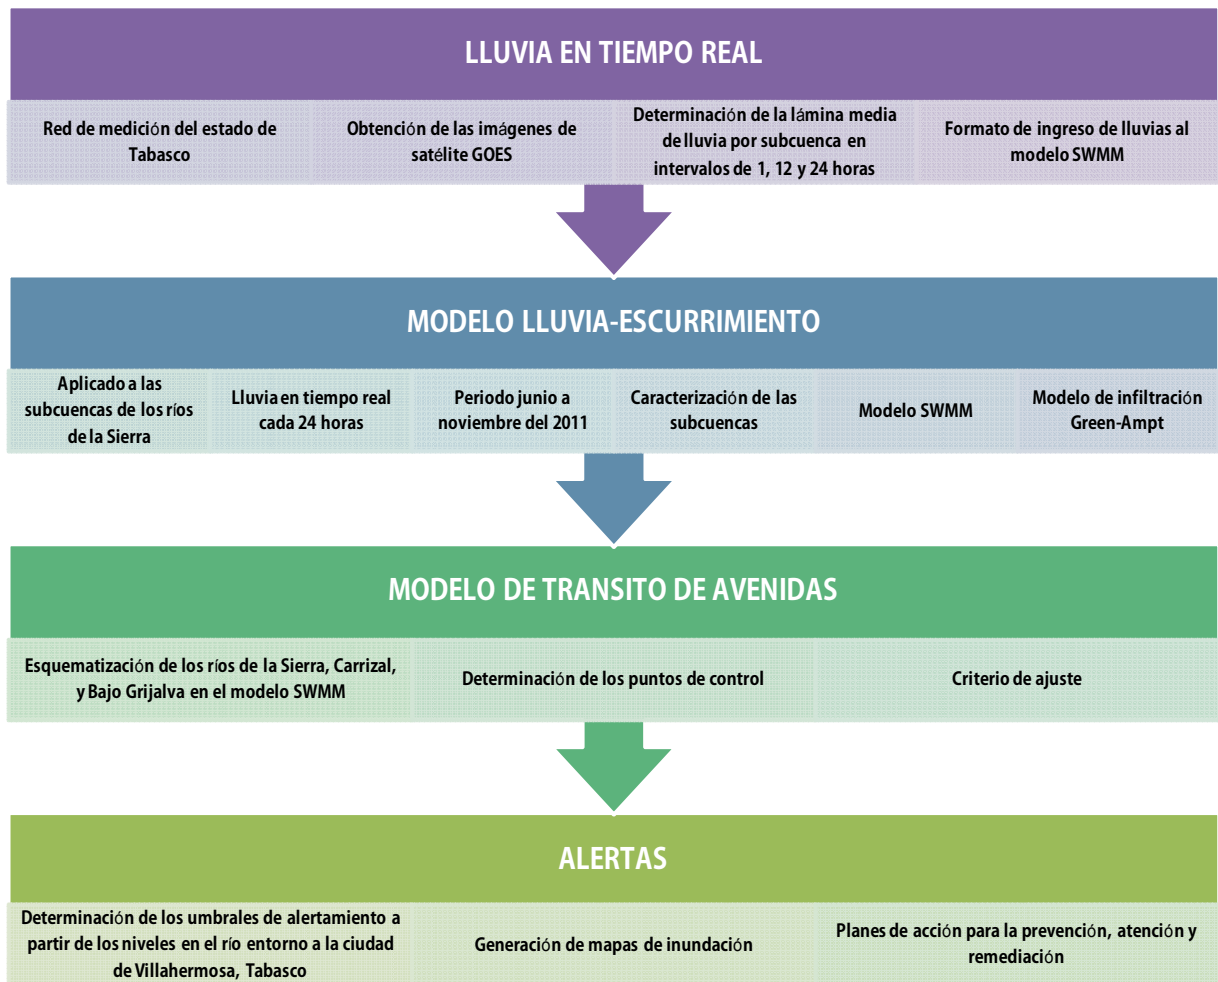 LLUVIA EN TIEMPO REAL
Red de medición del estado de
Tabasco
Obtención de las imágenes de
satélite GOES
Determinación de la lámina media
de lluvia por subcuenca en
intervalos de 1, 12 y 24 horas
Formato de ingreso de lluvias al
modelo SWMM
MODELO LLUVIA-ESCURRIMIENTO
Aplicado a las
subcuencas de los ríos
de la Sierra
Lluvia en tiempo real
cada 24 horas
Periodo junio a
noviembre del 2011
Caracterización de las
subcuencas
Modelo SWMM
Modelo de infiltración
Green-Ampt
MODELO DE TRANSITO DE AVENIDAS
Esquematización de los ríos de la Sierra, Carrizal,
y Bajo Grijalva en el modelo SWMM
Determinación de los puntos de control
Criterio de ajuste
ALERTAS
Determinación de los umbrales de alertamiento a
partir de los niveles en el río entorno a la ciudad
de Villahermosa, Tabasco
Generación de mapas de inundación
Planes de acción para la prevención, atención y
remediación